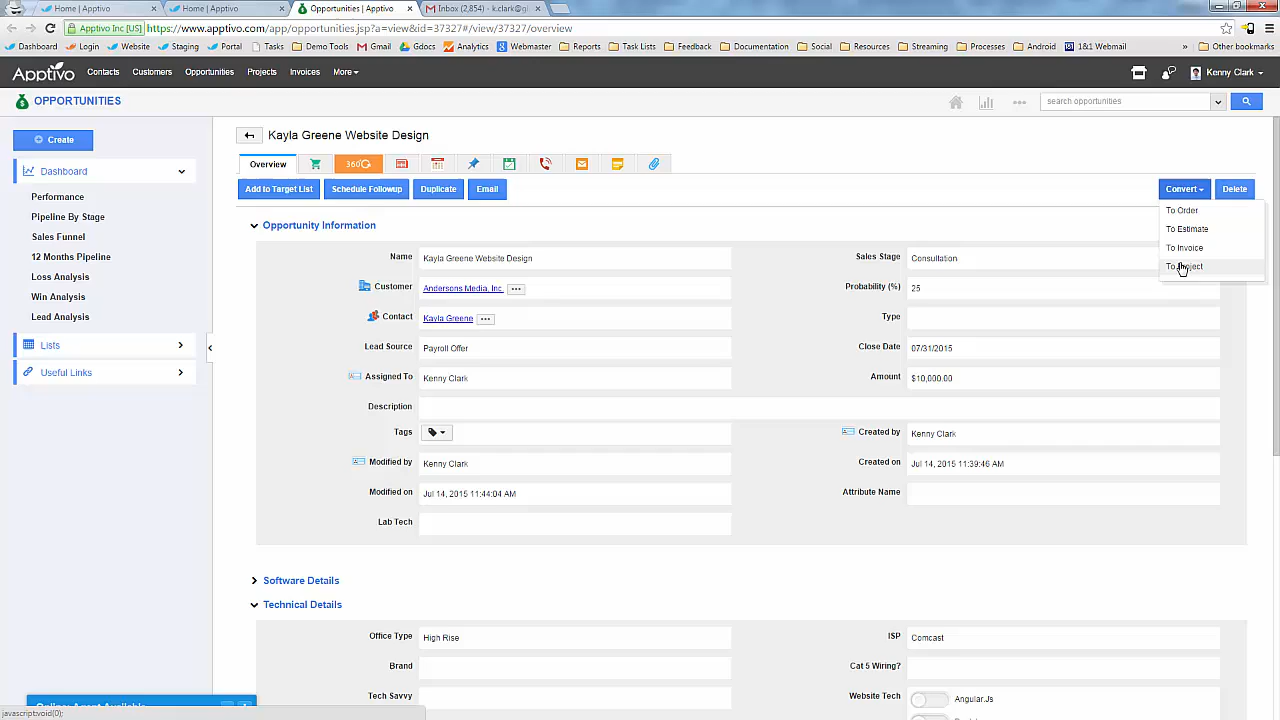 Home | Apptivo
Home | Apptivo
Opportunities | Apptivo
Inbox (2,854) - k.clark@gl
Apptivo Inc [US] https://www.apptivo.com/app/opportunities.jsp?a=view&id=37327#/view/37327/overview
Dashboard Login Website Staging Portal Tasks Demo Tools Gmail Gdocs Analytics Webmaster Reports Task Lists Feedback Documentation Social Resources Streaming Processes Android 1&1 Webmail » Other bookmarks
Apptivo Contacts Customers Opportunities Projects Invoices More Kenny Clark
OPPORTUNITIES search opportunities
Create
Dashboard
Performance
Pipeline By Stage
Sales Funnel
12 Months Pipeline
Loss Analysis
Win Analysis
Lead Analysis
Lists
Useful Links
Kayla Greene Website Design
Overview 360
Add to Target List Schedule Followup Duplicate Email Convert Delete
To Order
To Estimate
To Invoice
Opportunity Information
Name Kayla Greene Website Design Sales Stage Consultation
Customer Andersons Media, Inc. Probability (%) 25
Contact Kayla Greene Type
Lead Source Payroll Offer Close Date 07/31/2015
Assigned To Kenny Clark Amount $10,000.00
Description
Tags Created by Kenny Clark
Modified by Kenny Clark Created on Jul 14, 2015 11:39:46 AM
Modified on Jul 14, 2015 11:44:04 AM Attribute Name
Lab Tech
Software Details
Technical Details
Office Type High Rise ISP Comcast
Brand Cat 5 Wiring?
Tech Savvy Website Tech Angular.Js
javascript:void(0);